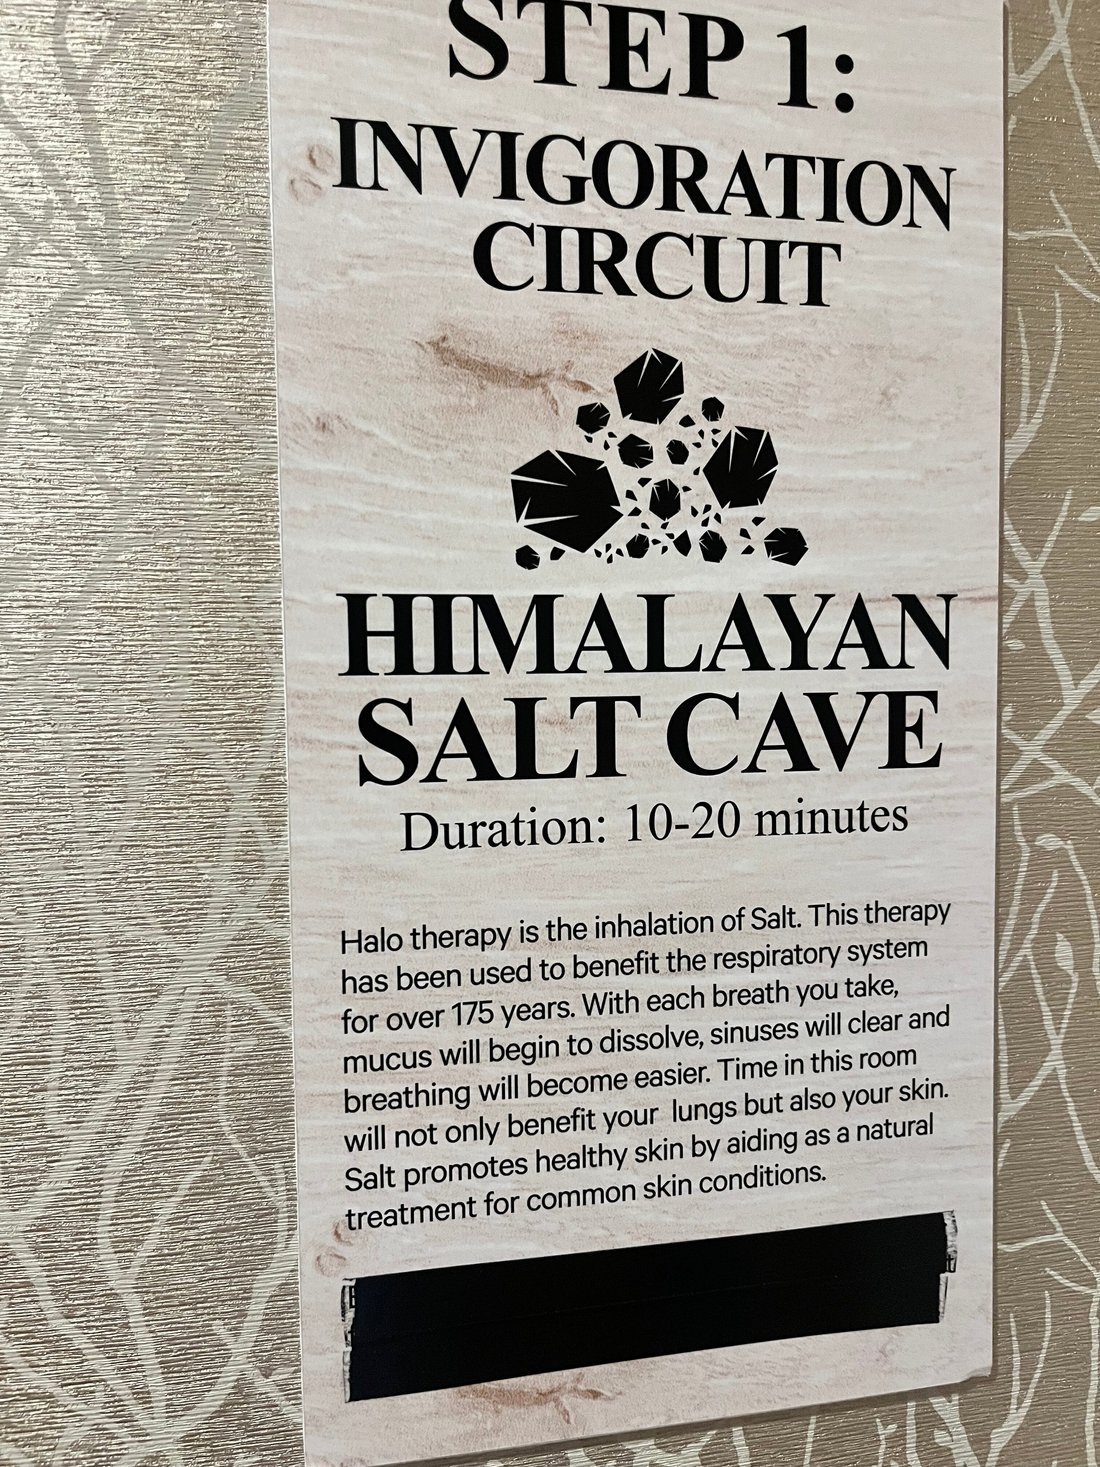 STEP 1:
INVIGORATION
CIRCUIT
HIMALAYAN
SALT CAVE
Duration: 10-20 minutes
Halo therapy is the inhalation of Salt. This therapy
has been used to benefit the respiratory system
for over 175 years. With each breath you take,
mucus will begin to dissolve, sinuses will clear and
breathing will become easier. Time in this room
will not only benefit your lungs but also your skin.
Salt promotes healthy skin by aiding as a natural
treatment for common skin conditions.